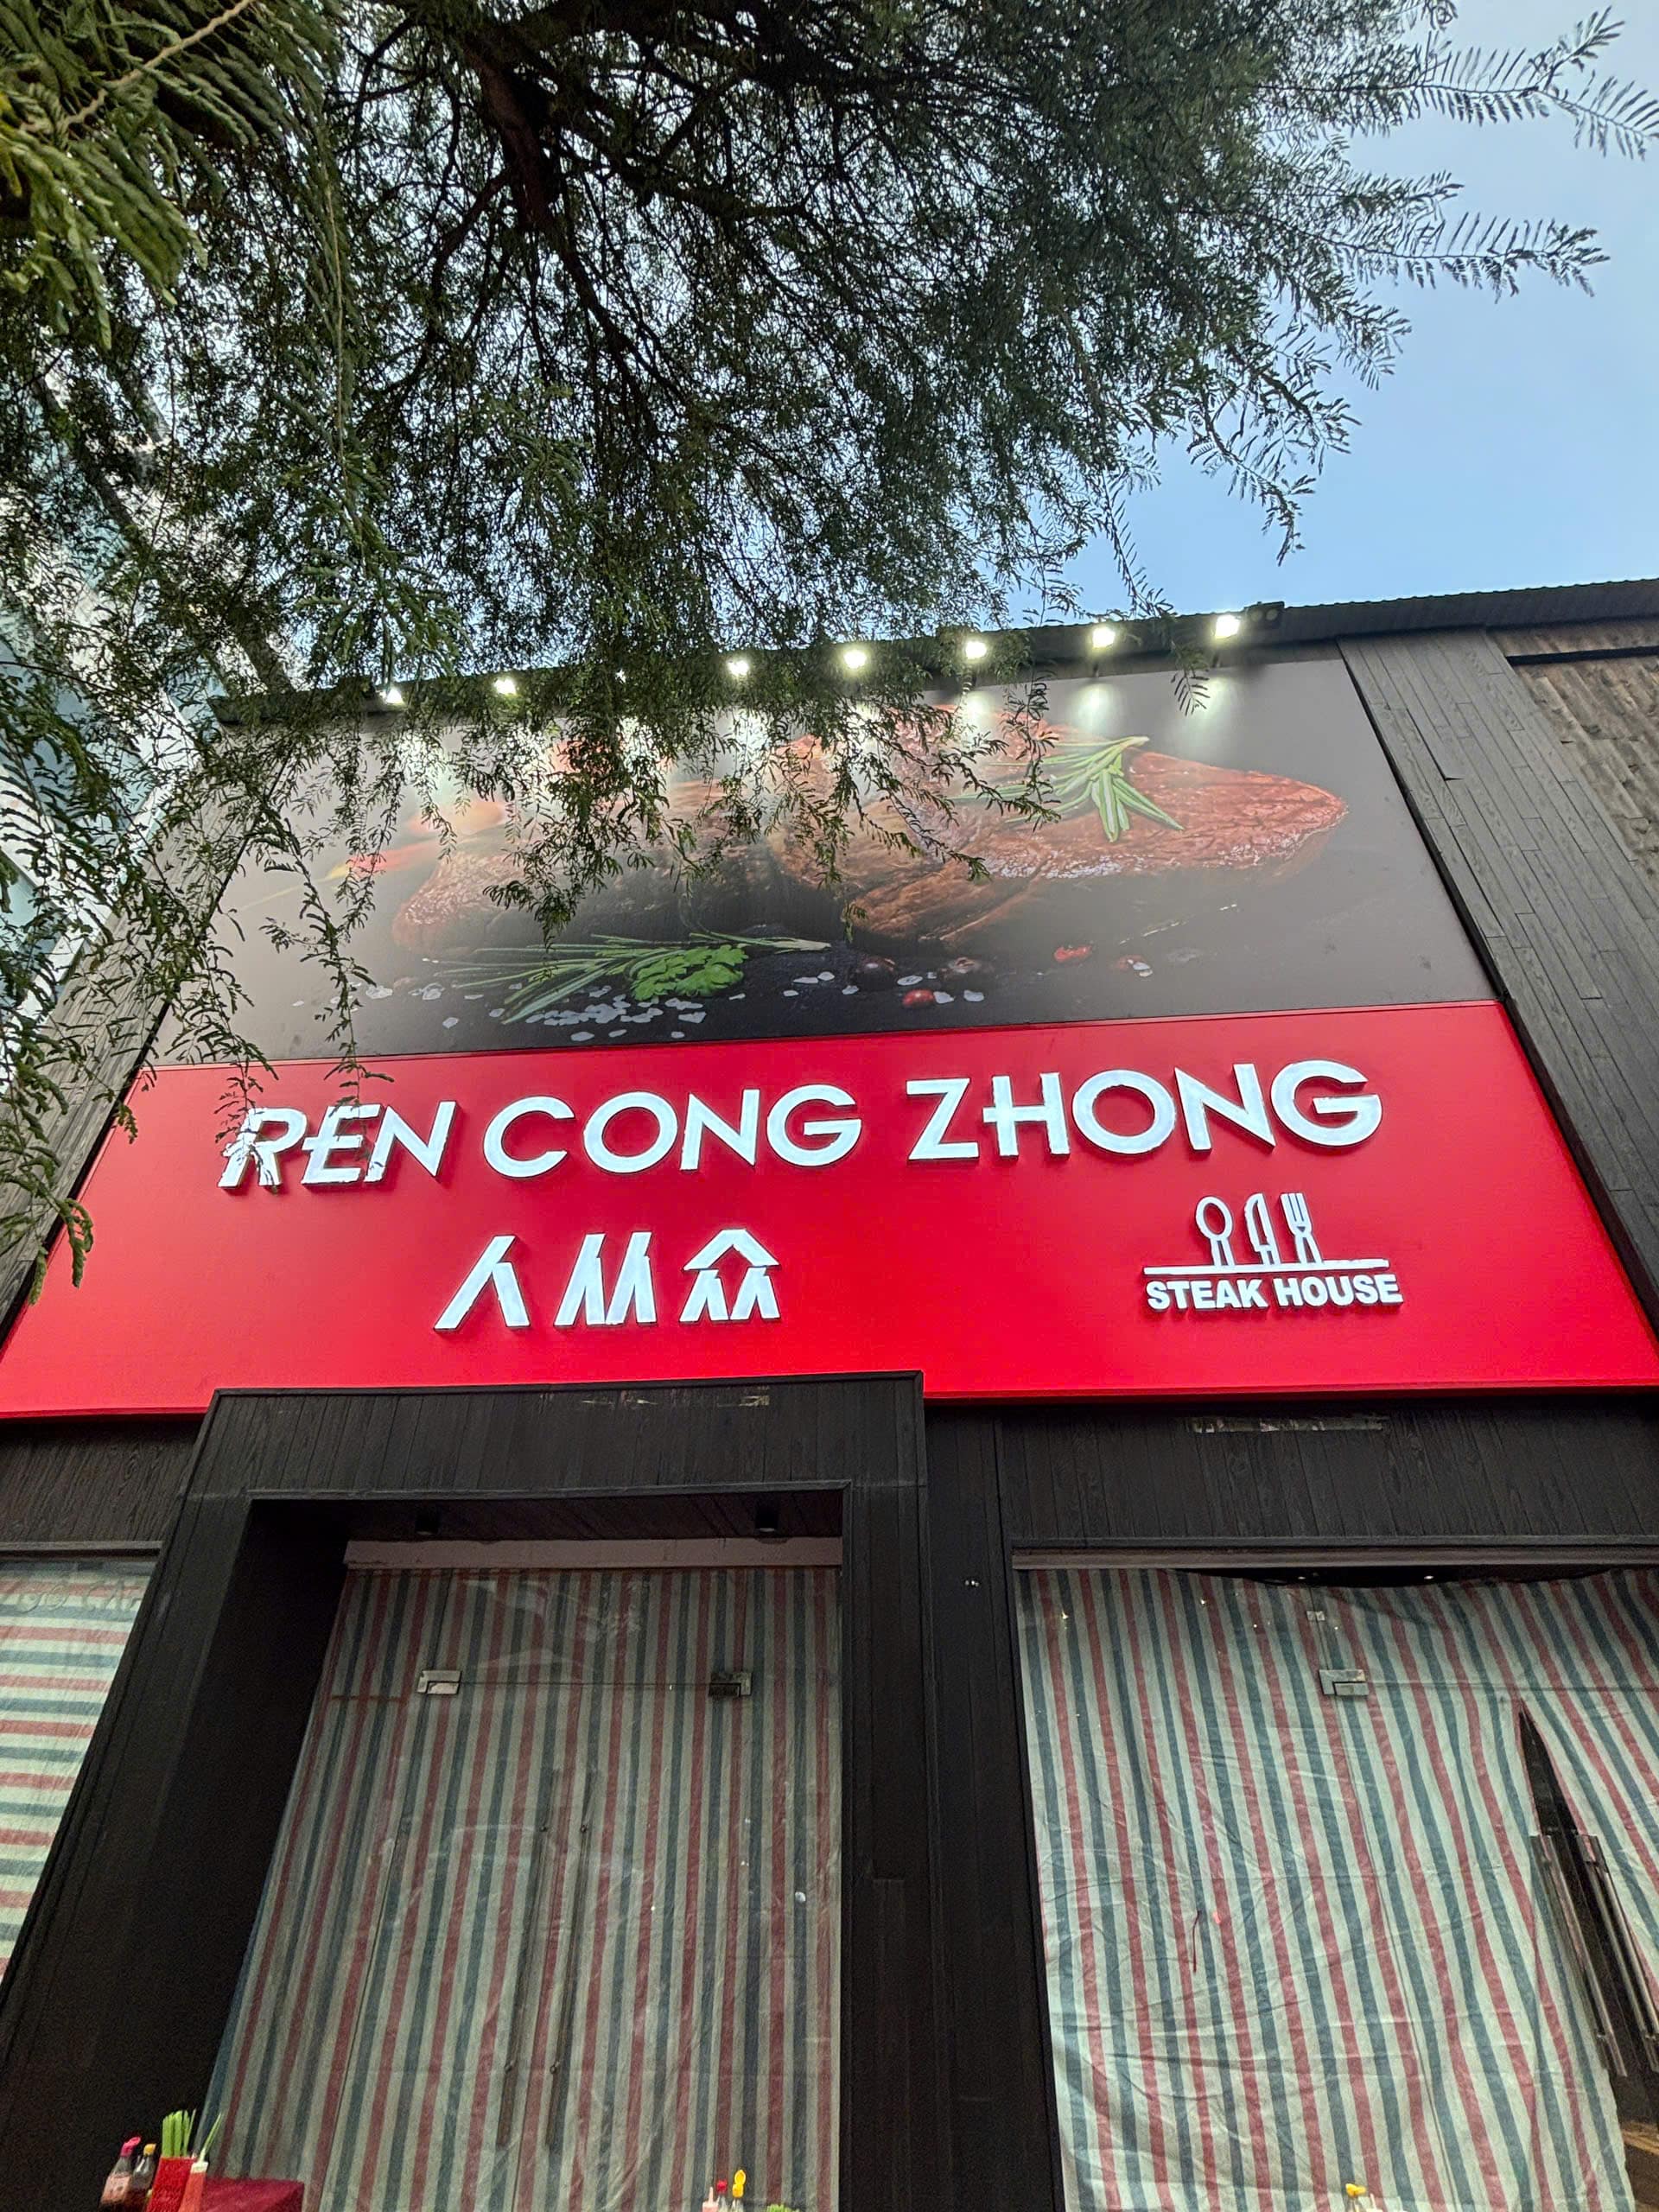 REN CONG ZHONG
人从众
STEAK HOUSE